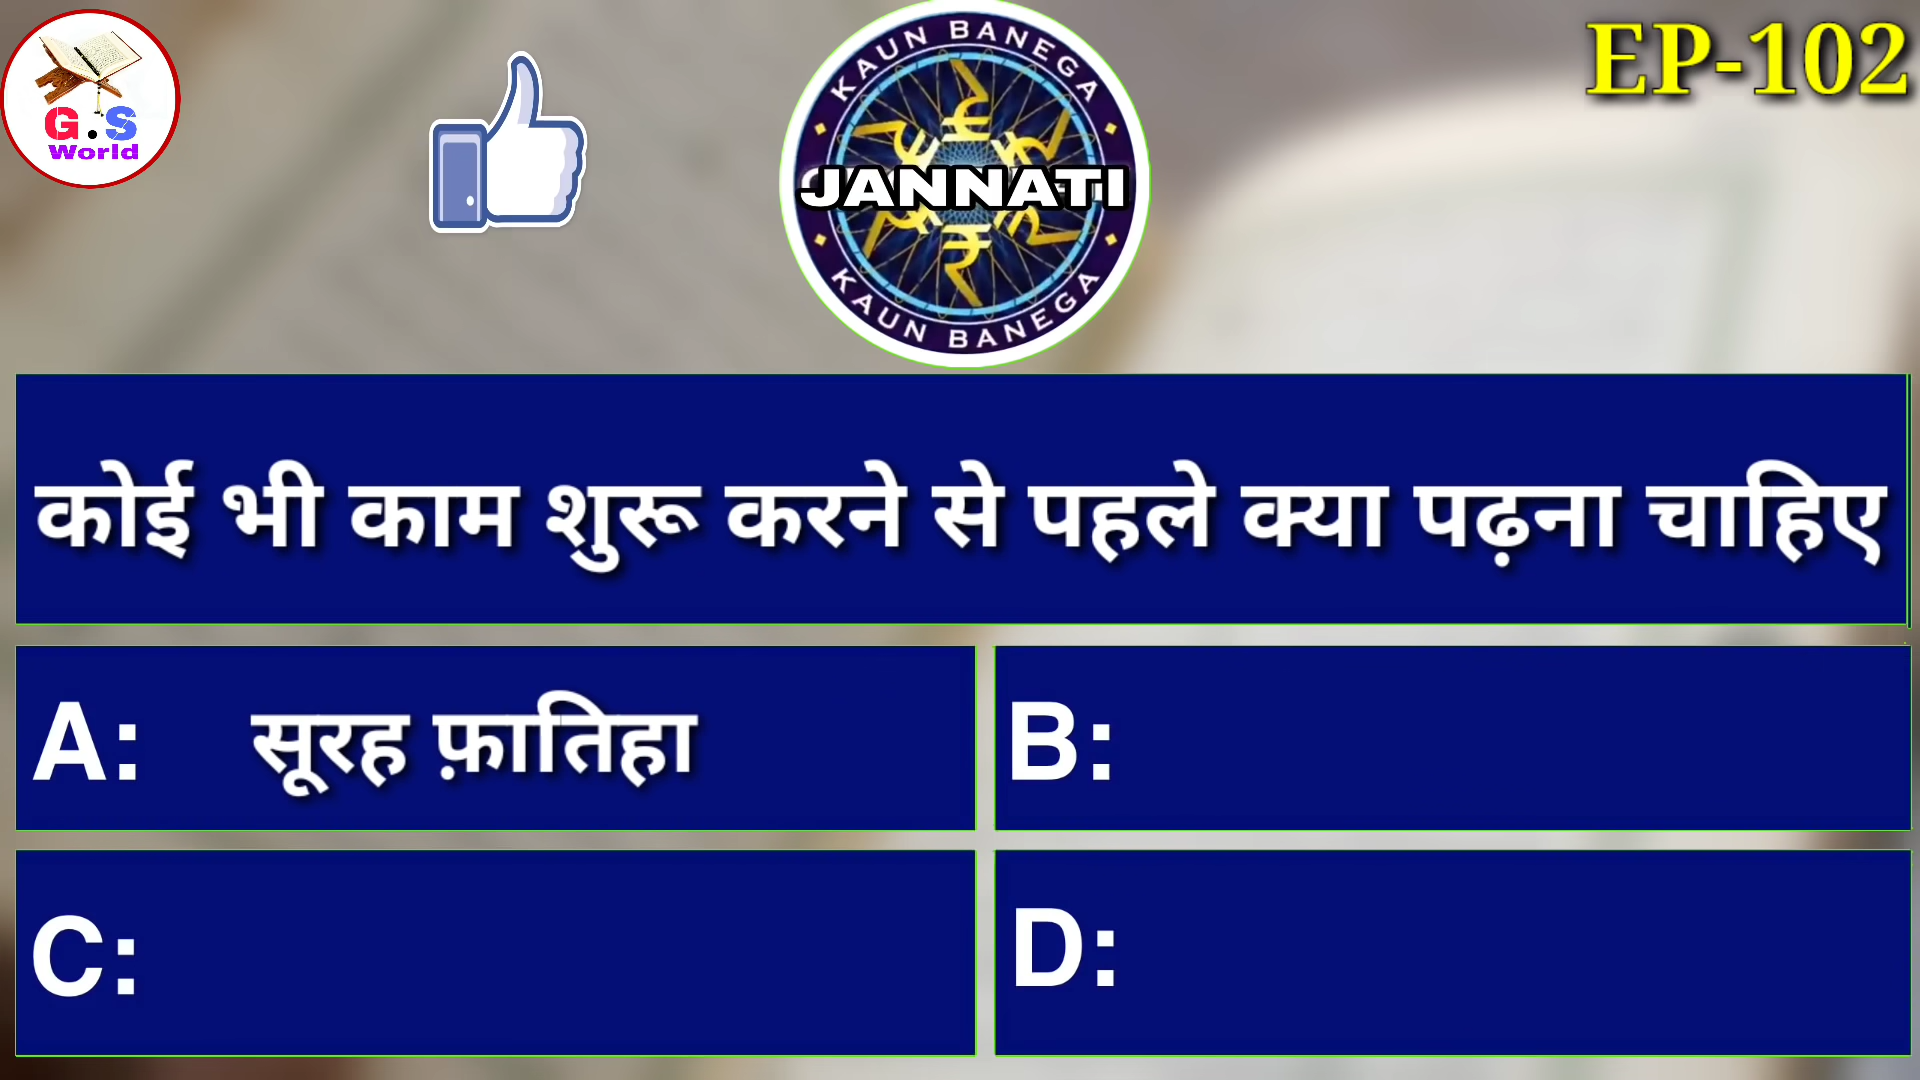 G.S
World
KAUN BANEGA
JANNATI
KAUN BANEGA
EP-102
कोई भी काम शुरू करने से पहले क्या पढ़ना चाहिए
A: सूरह फ़ातिहा
B:
C:
D: